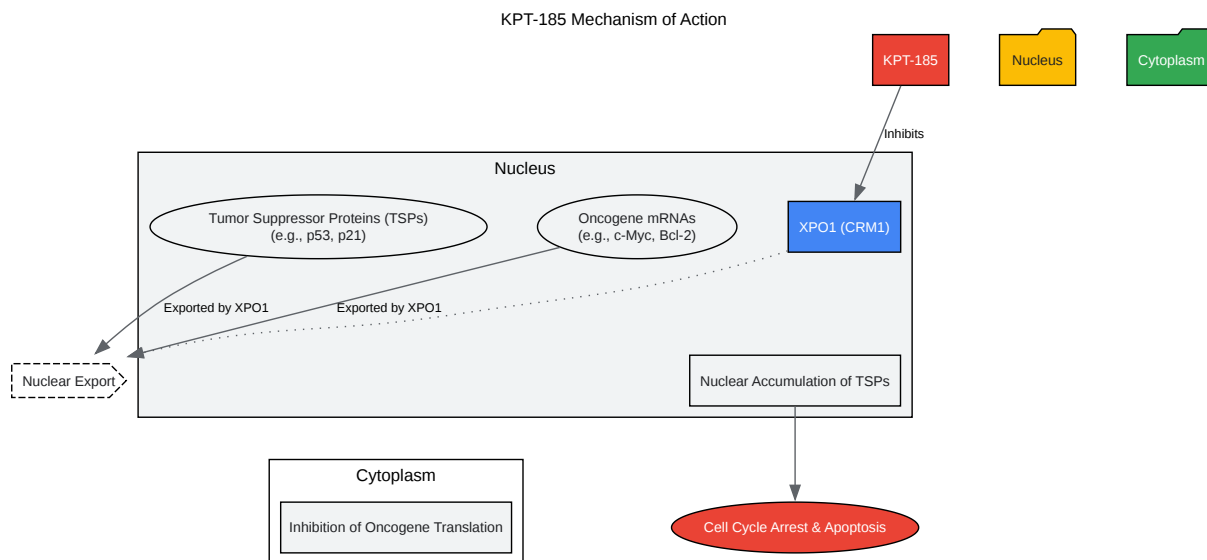 KPT-185 Mechanism of Action
KPT-185
Nucleus
Cytoplasm
Inhibits
Nucleus
Tumor Suppressor Proteins (TSPs)
(e.g., p53, p21)
Oncogene mRNAs
(e.g., c-Myc, Bcl-2)
XPO1 (CRM1)
Exported by XPO1
Exported by XPO1
Nuclear Export
Nuclear Accumulation of TSPs
Cytoplasm
Inhibition of Oncogene Translation
Cell Cycle Arrest & Apoptosis